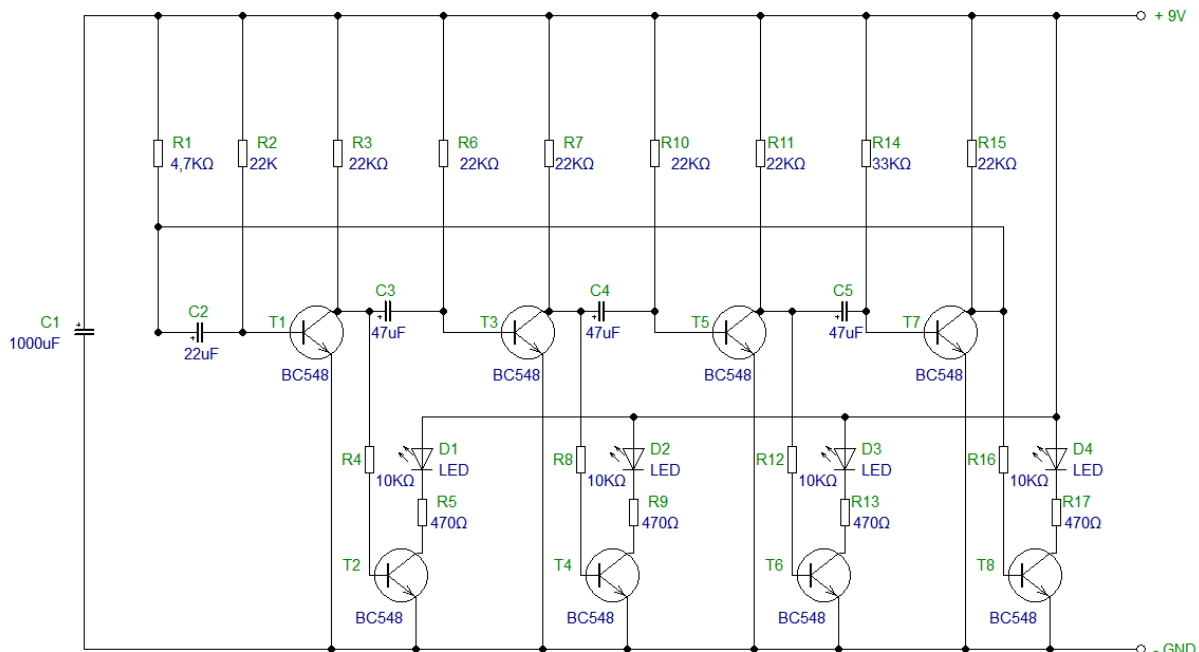 + 9V
R1
4,7KΩ
R2
22K
R3
22KΩ
R6
22KΩ
R7
22KΩ
R10
22KΩ
R11
22KΩ
R14
33KΩ
R15
22KΩ
C1
+
1000uF
C2
+
22uF
T1
BC548
C3
+
47uF
T3
BC548
C4
+
47uF
T5
BC548
C5
+
47uF
T7
BC548
R4
10KΩ
D1
LED
R5
470Ω
T2
BC548
R8
10KΩ
D2
LED
R9
470Ω
T4
BC548
R12
10KΩ
D3
LED
R13
470Ω
T6
BC548
R16
10KΩ
D4
LED
R17
470Ω
T8
BC548
- GND